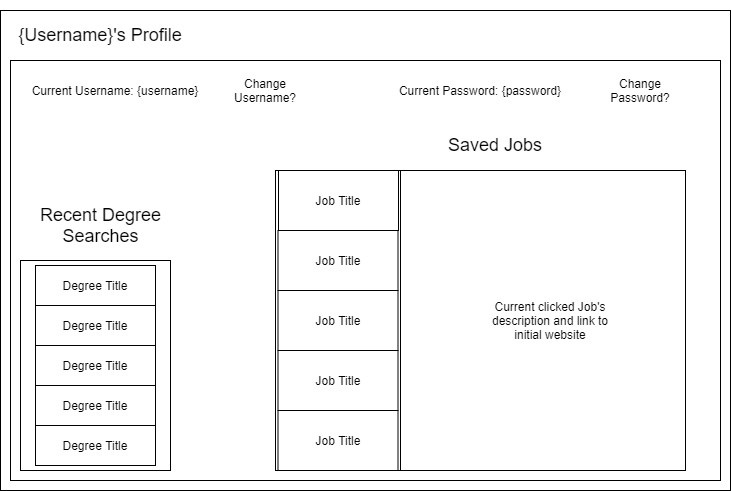 {Username}'s Profile
Current Username: {username}
Change
Username?
Current Password: {password}
Change
Password?
Saved Jobs
Recent Degree
Searches
Degree Title
Degree Title
Degree Title
Degree Title
Degree Title
Job Title
Job Title
Job Title
Job Title
Job Title
Current clicked Job's
description and link to
initial website